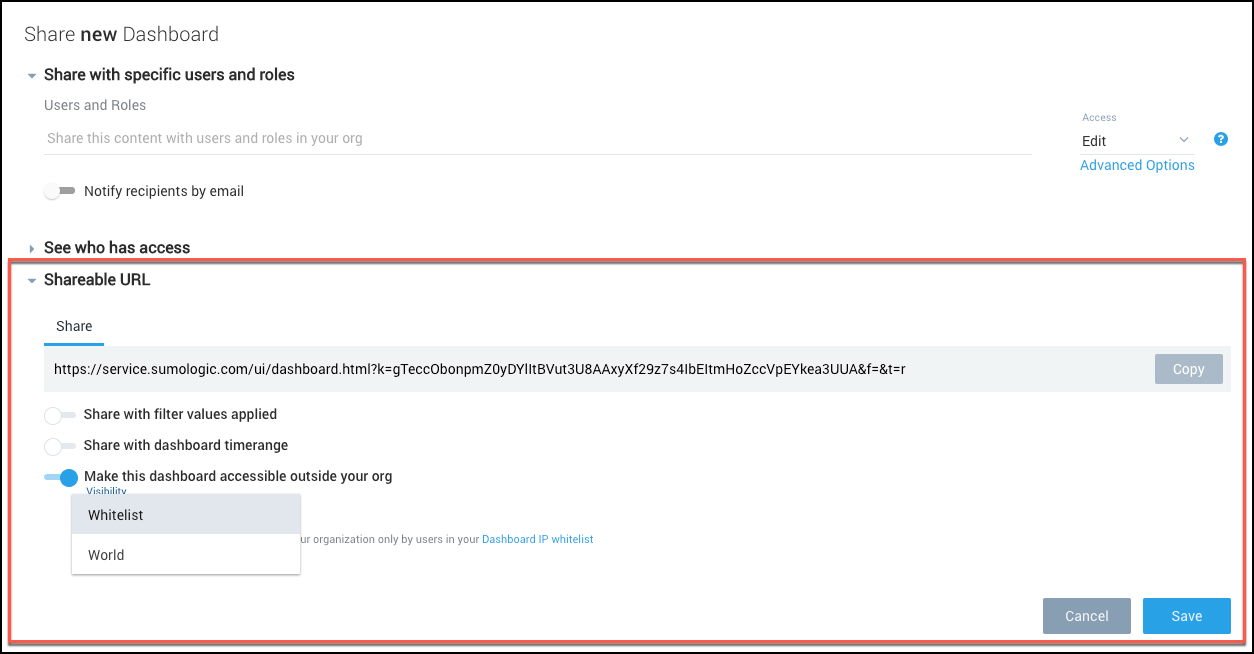 Share new Dashboard
Share with specific users and roles
Users and Roles
Share this content with users and roles in your org
Access
Edit
?
Advanced Options
Notify recipients by email
See who has access
Shareable URL
Share
https://service.sumologic.com/ui/dashboard.html?k=gTeccObonpmZ0yDYlItBVut3U8AAxyXf29z7s4IbEItmHoZccVpEYkea3UUA&f=&t=r
Copy
Share with filter values applied
Share with dashboard timerange
Make this dashboard accessible outside your org
Visibility
Whitelist
ur organization only by users in your Dashboard IP whitelist
World
Cancel
Save